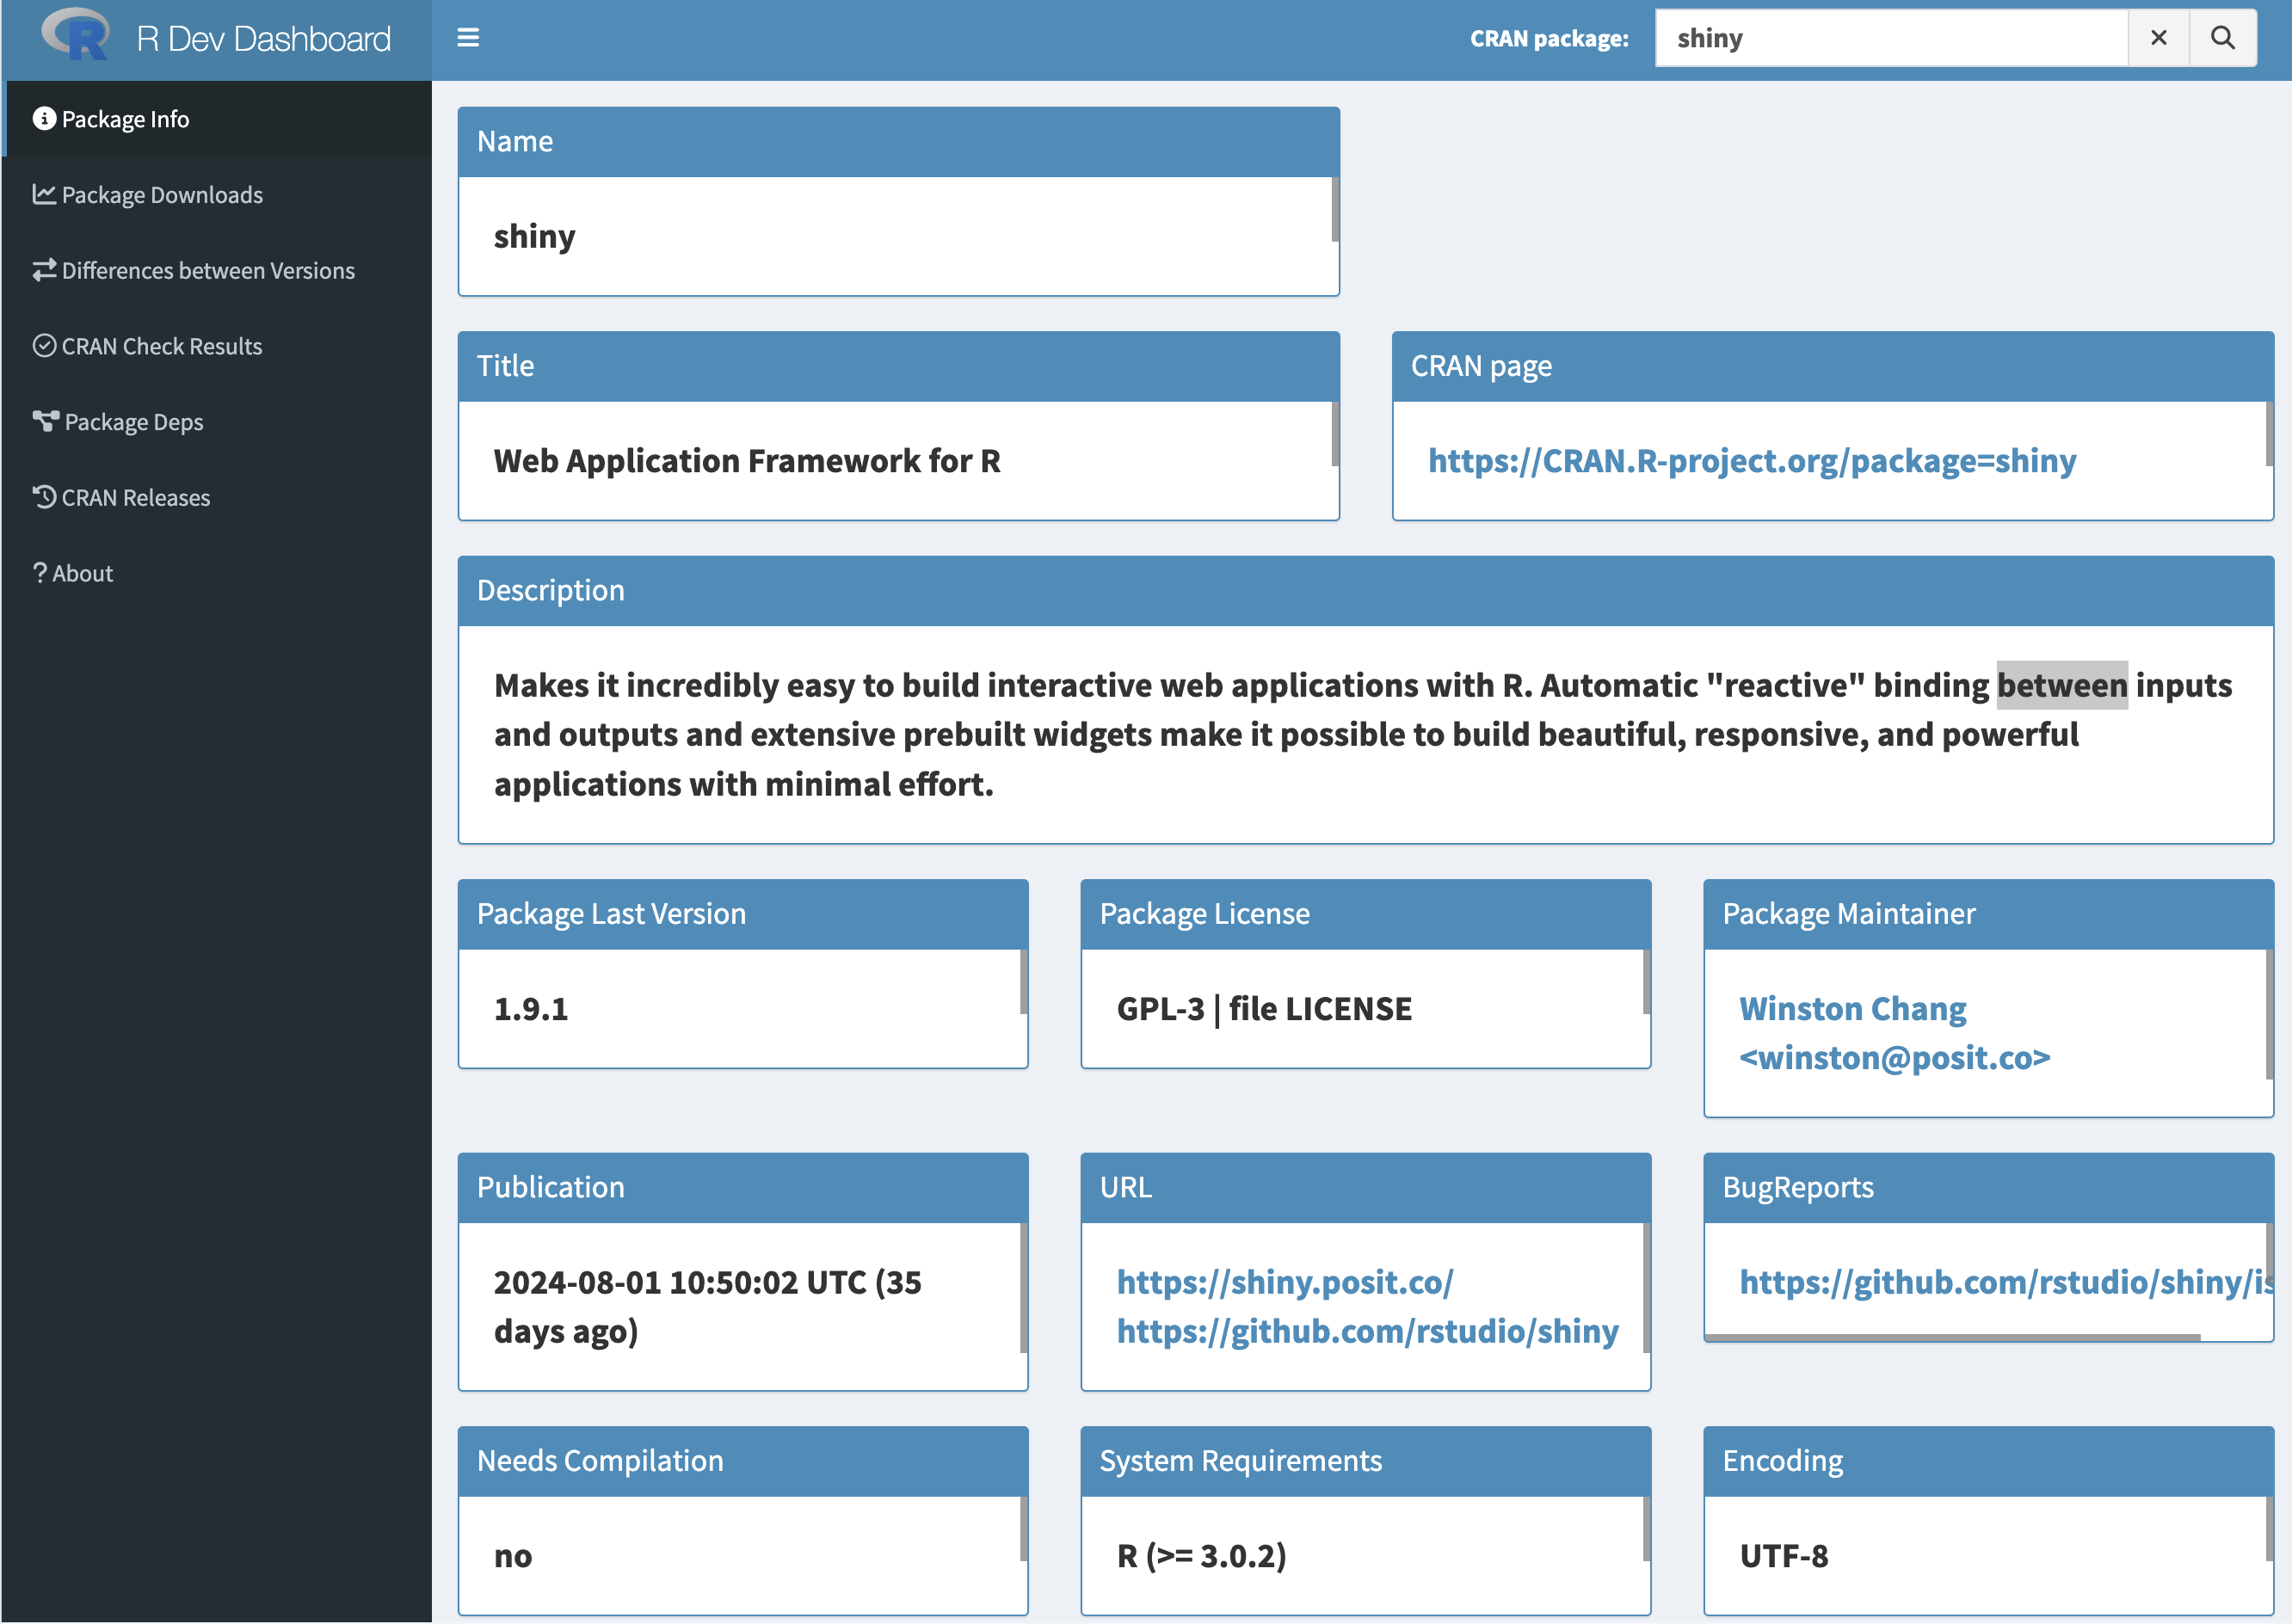 R Dev Dashboard
CRAN package:
shiny
Package Info
Package Downloads
Differences between Versions
CRAN Check Results
Package Deps
CRAN Releases
? About
Name
shiny
Title
Web Application Framework for R
CRAN page
https://CRAN.R-project.org/package=shiny
Description
Makes it incredibly easy to build interactive web applications with R. Automatic "reactive" binding between inputs
and outputs and extensive prebuilt widgets make it possible to build beautiful, responsive, and powerful
applications with minimal effort.
Package Last Version
1.9.1
Package License
GPL-3 | file LICENSE
Package Maintainer
Winston Chang
<winston@posit.co>
Publication
2024-08-01 10:50:02 UTC (35
days ago)
URL
https://shiny.posit.co/
https://github.com/rstudio/shiny
BugReports
https://github.com/rstudio/shiny/is
Needs Compilation
no
System Requirements
R (>= 3.0.2)
Encoding
UTF-8